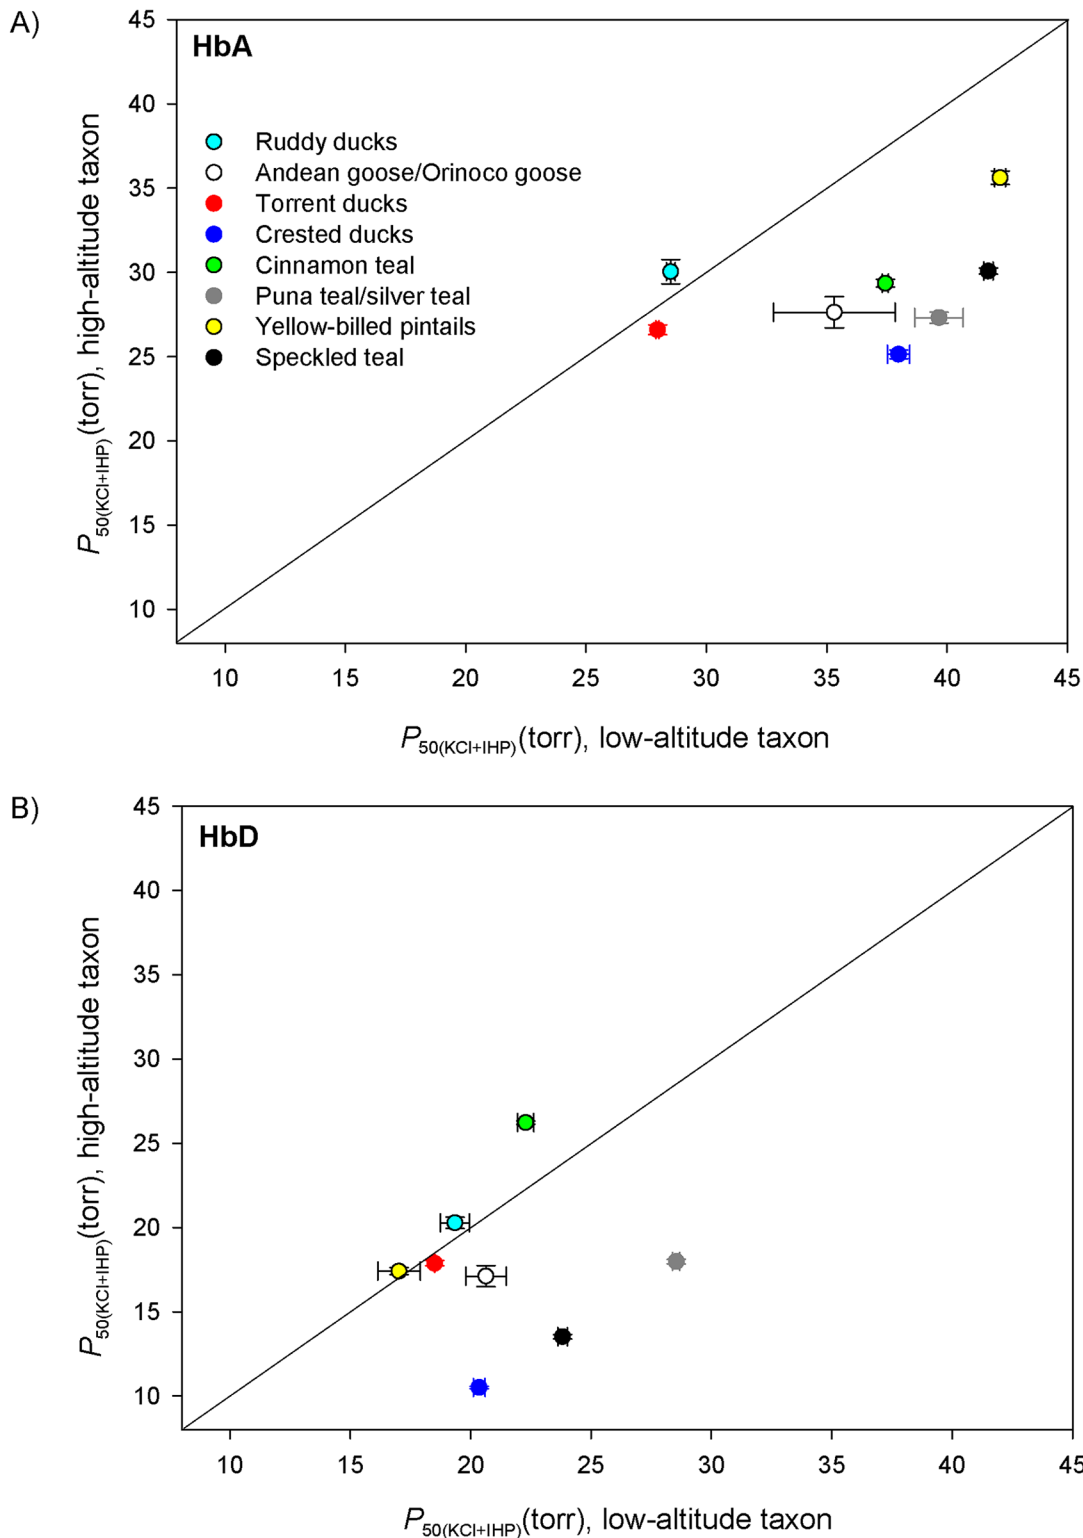 A)
HbA
45
40
35
30
25
20
15
10
P50(KCl+IHP)(torr), high-altitude taxon
Ruddy ducks
Andean goose/Orinoco goose
Torrent ducks
Crested ducks
Cinnamon teal
Puna teal/silver teal
Yellow-billed pintails
Speckled teal
10 15 20 25 30 35 40 45
P50(KCl+IHP)(torr), low-altitude taxon
B)
HbD
45
40
35
30
25
20
15
10
P50(KCl+IHP)(torr), high-altitude taxon
10 15 20 25 30 35 40 45
P50(KCl+IHP)(torr), low-altitude taxon